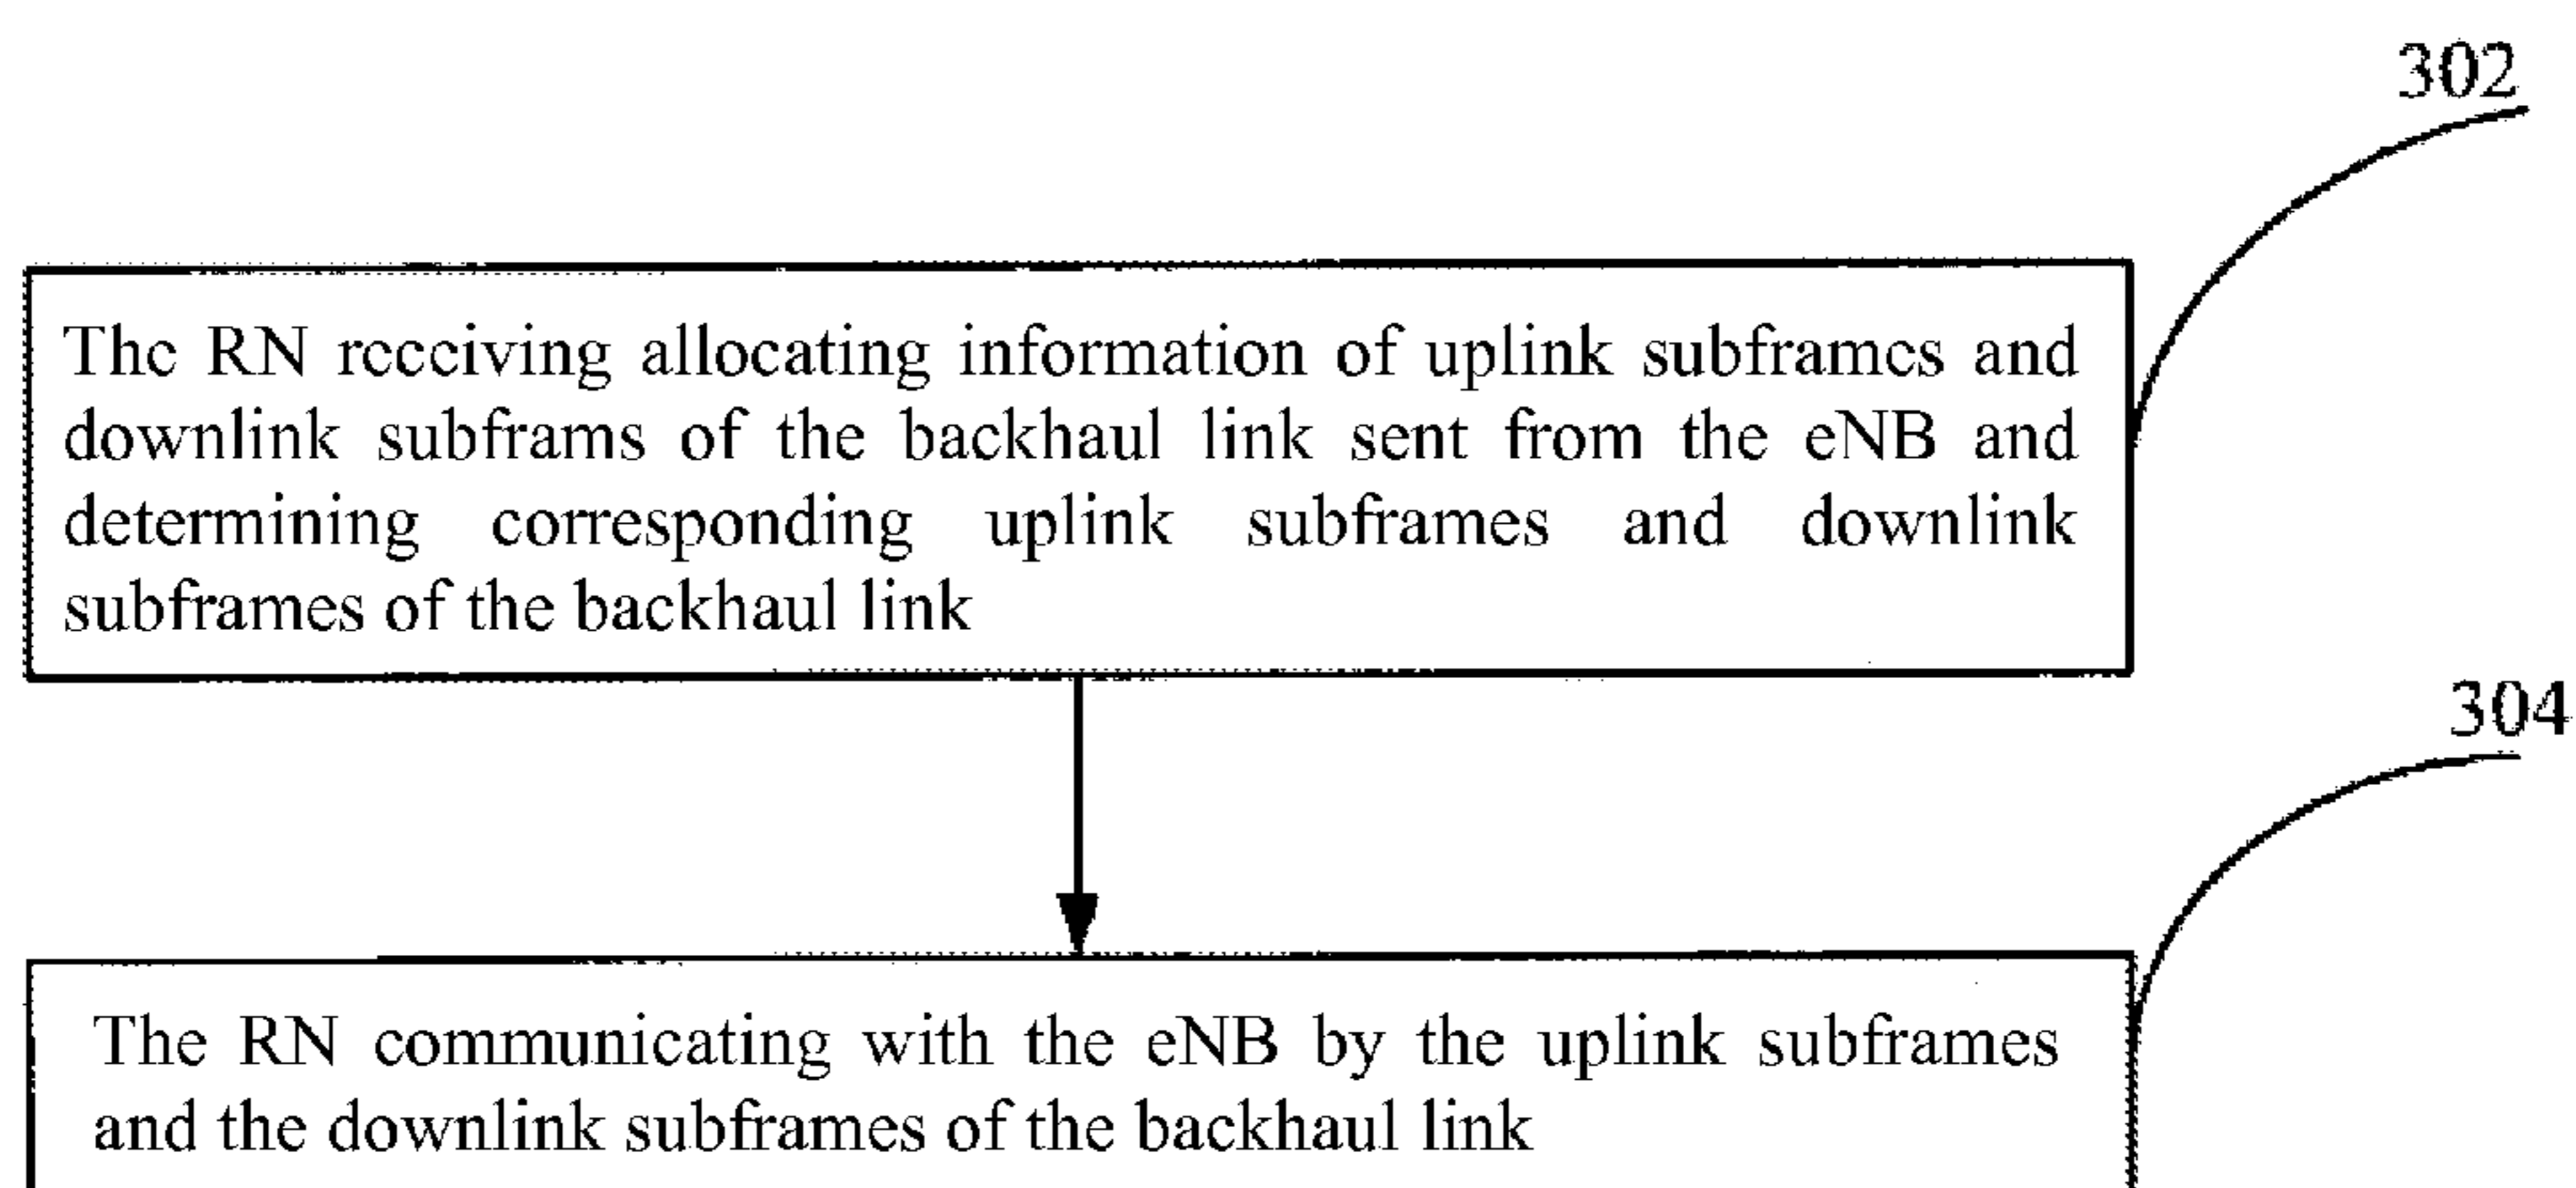 302
The RN receiving allocating information of uplink subframes and
downlink subframs of the backhaul link sent from the eNB and
determining corresponding uplink subframes and downlink
subframes of the backhaul link
304
The RN communicating with the eNB by the uplink subframes
and the downlink subframes of the backhaul link